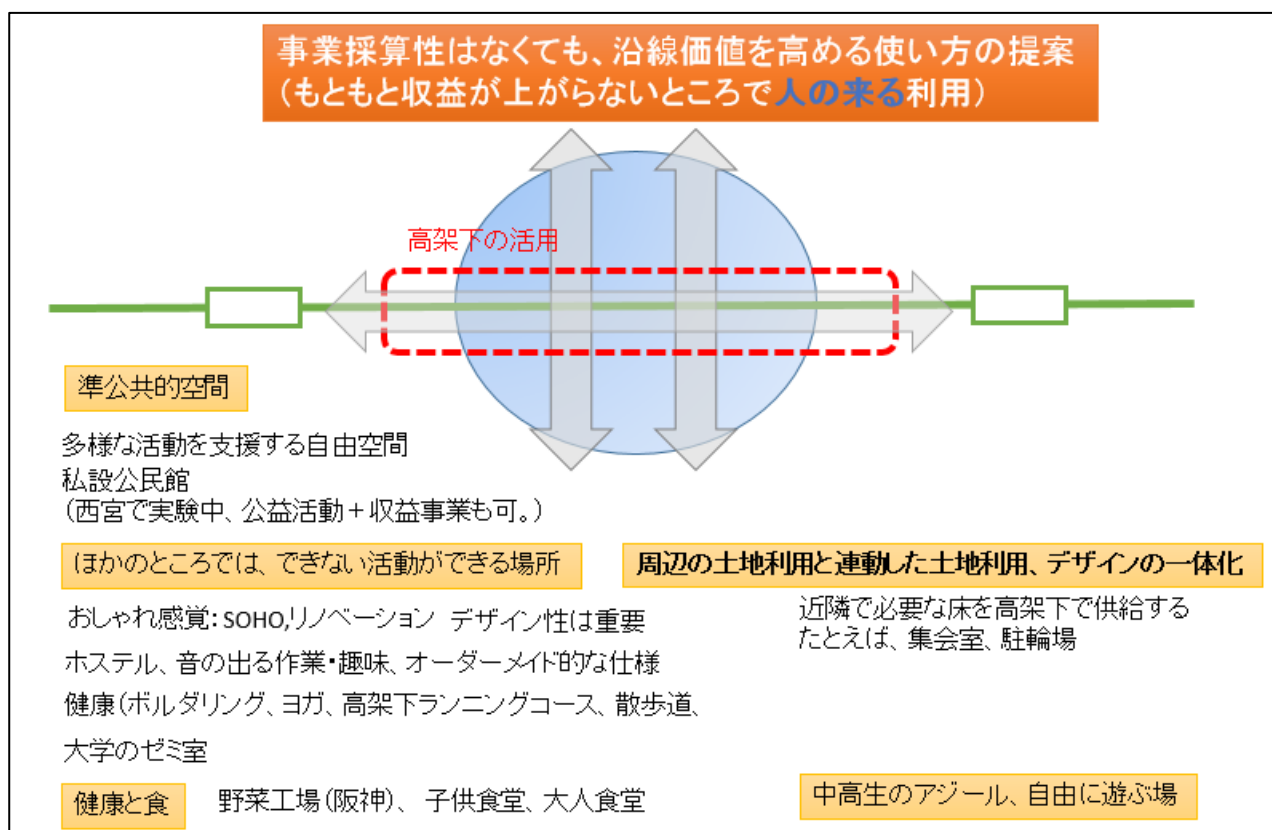 事業採算性はなくても、沿線価値を高める使い方の提案
(もともと収益が上がらないところで人の来る利用)
高架下の活用
準公共的空間
多様な活動を支援する自由空間
私設公民館
(西宮で実験中、公益活動+収益事業も可。)
ほかのところでは、できない活動ができる場所
おしゃれ感覚:SOHO,リノベーション デザイン性は重要
ホステル、音の出る作業・趣味、オーダーメイド的な仕様
健康(ボルダリング、ヨガ、高架下ランニングコース、散歩道、
大学のゼミ室
健康と食
野菜工場(阪神)、子供食堂、大人食堂
周辺の土地利用と連動した土地利用、デザインの一体化
近隣で必要な床を高架下で供給する
たとえば、集会室、駐輪場
中高生のアジール、自由に遊ぶ場